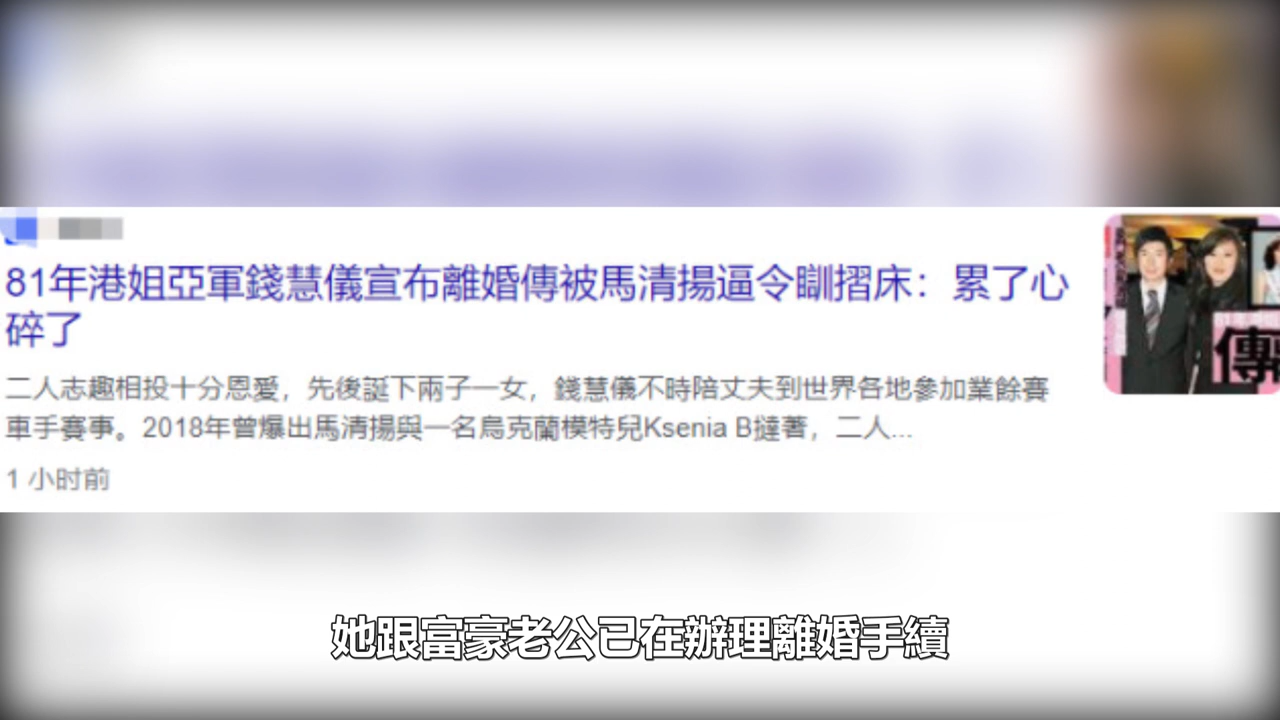 81年港姐亞軍錢慧儀宣布離婚傳被馬清揚逼令瞓摺床：累了心
碎了
二人志趣相投十分恩愛，先後誕下兩子一女，錢慧儀不時陪丈夫到世界各地參加業餘賽
車手賽事。2018年曾爆出馬清揚與一名烏克蘭模特兒Ksenia B撻著，二人...
1 小时前
傳
她跟富豪老公已在辦理離婚手續